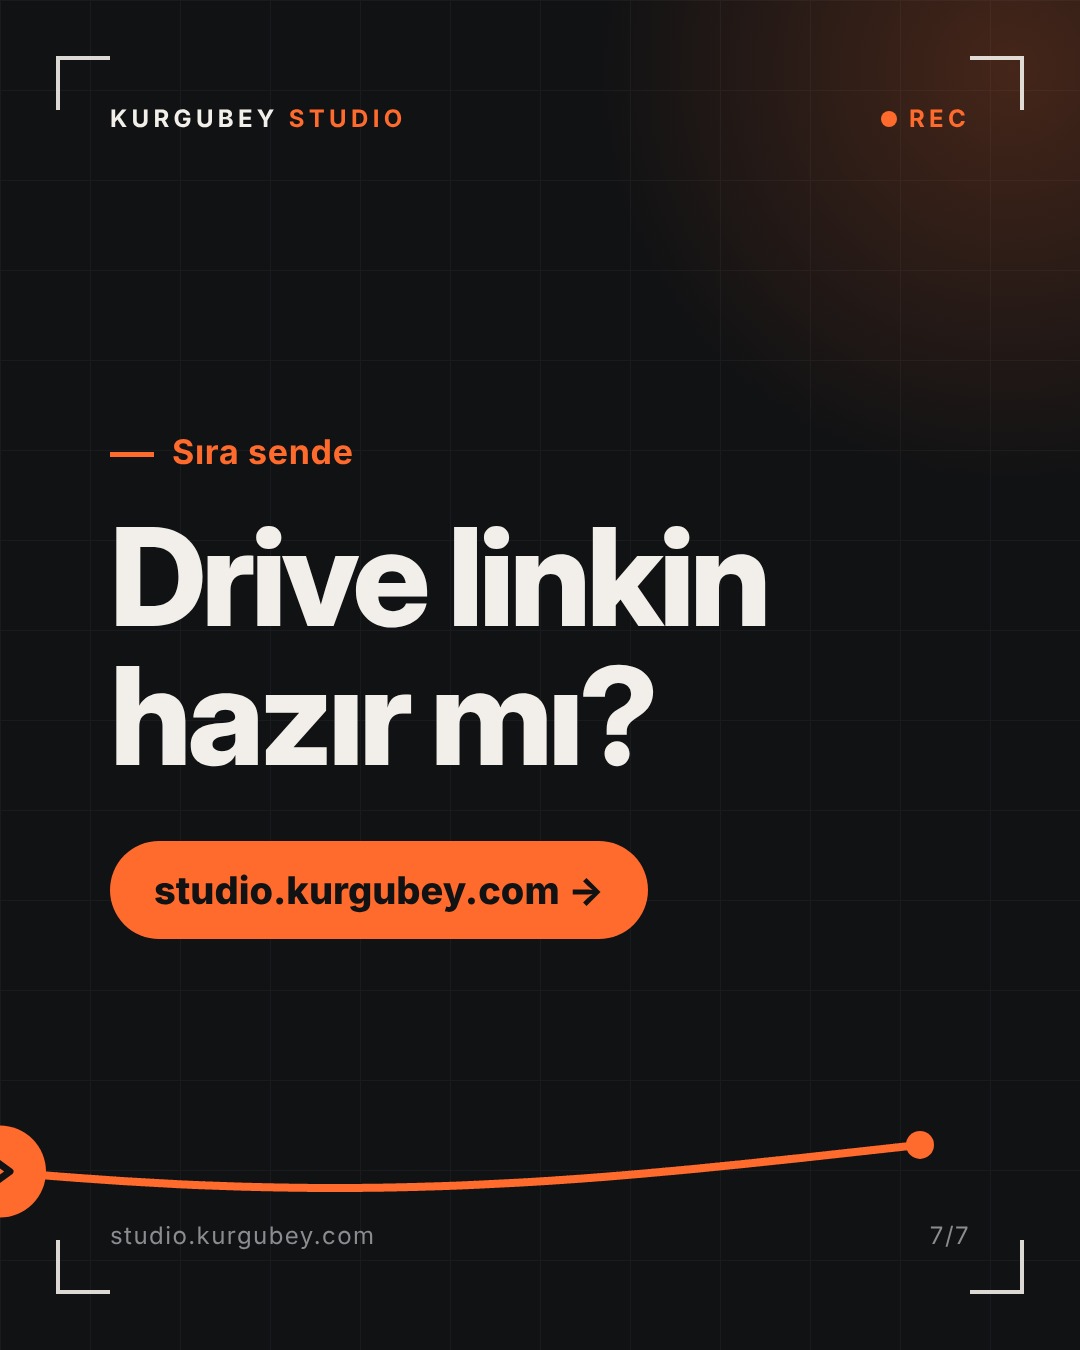 KURGUBEY STUDIO
REC
Sıra sende
Drive linkin
hazır mı?
studio.kurgubey.com →
studio.kurgubey.com
7/7